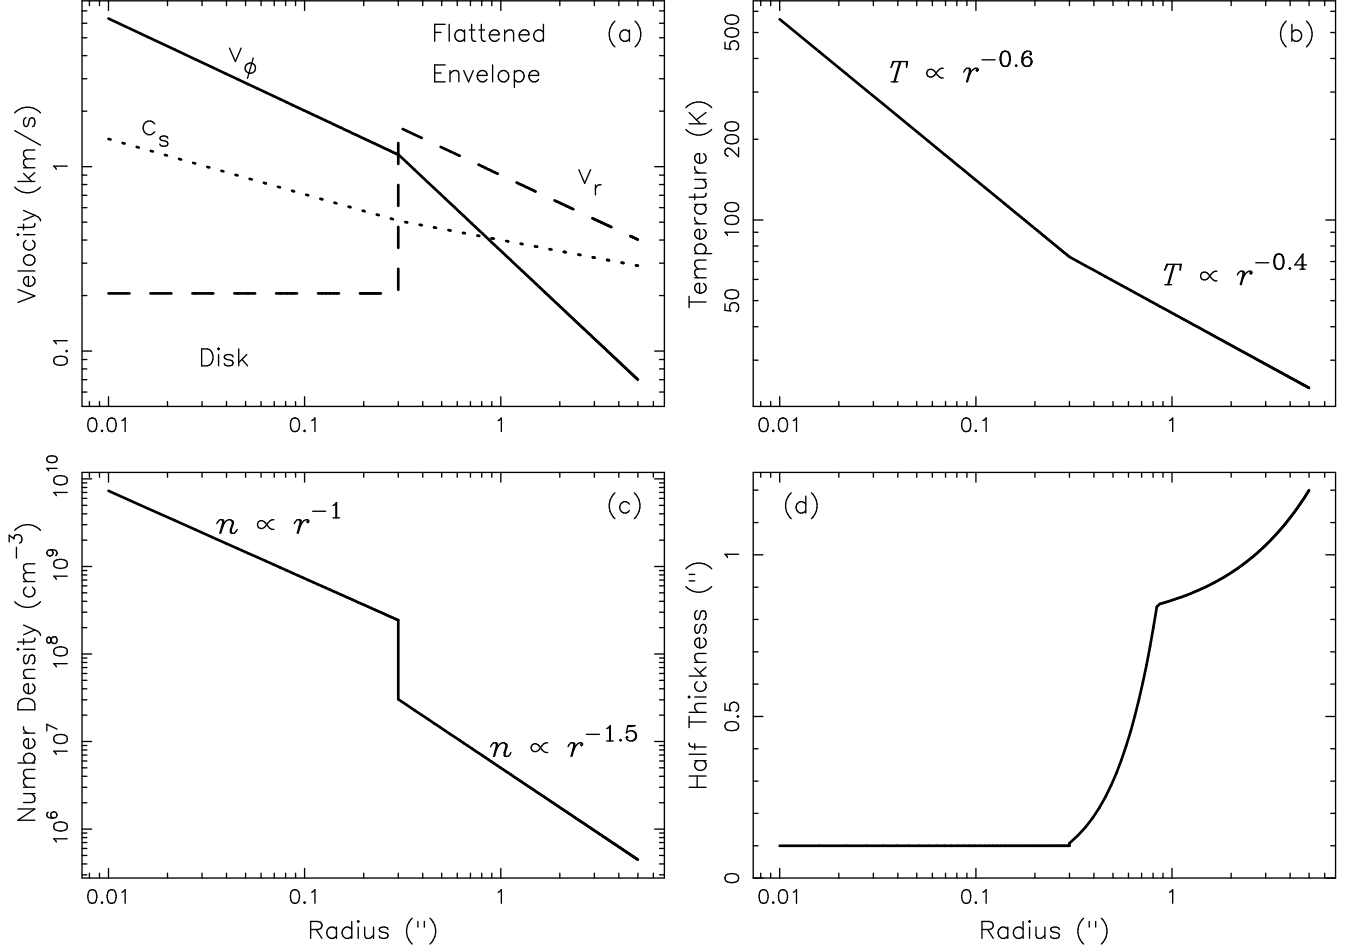 Flattened
Envelope
(a)
v_φ
c_s
v_r
Disk
Velocity (km/s)
1
0.1
0.01
0.1
1
(b)
T ∝ r^−0.6
T ∝ r^−0.4
Temperature (K)
500
200
100
50
0.01
0.1
1
(c)
n ∝ r^−1
n ∝ r^−1.5
Number Density (cm^−3)
10^10
10^9
10^8
10^7
10^6
0.01
0.1
1
Radius (")
(d)
Half Thickness (")
1
0.5
0
0.01
0.1
1
Radius (")